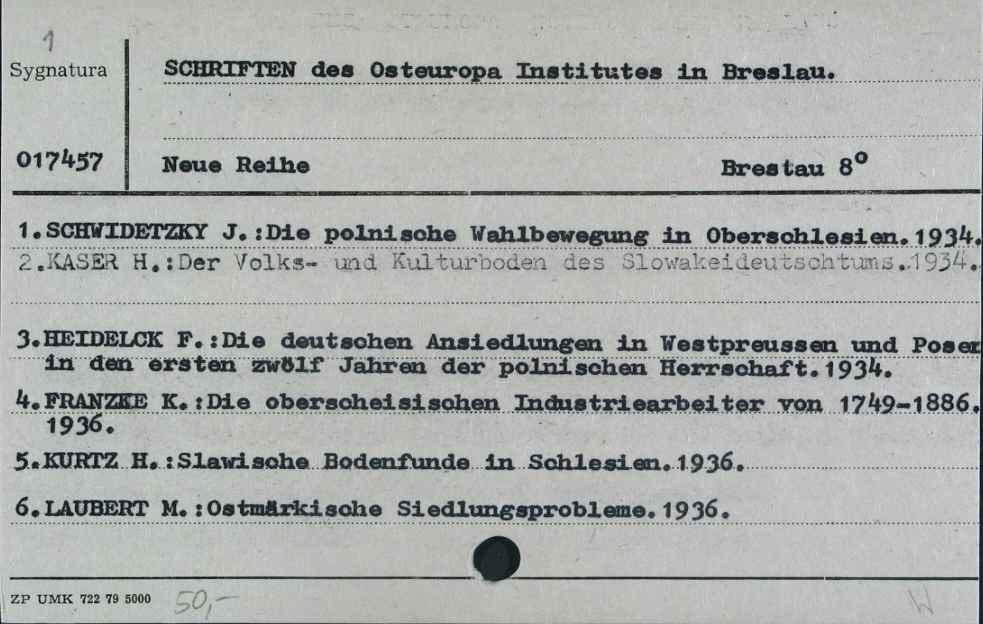 1
Sygnatura
SCHRIFTEN des Osteuropa Institutes in Breslau.
017457
Neue Reihe Brestau 8°
1.SCHWIDETZKY J.:Die polnische Wahlbewegung in Oberschlesien.1934.
2.KASER H.:Der Volks- und Kulturboden des Slowakeideutschtums.1934.
3.HEIDELCK F.:Die deutschen Ansiedlungen in Westpreussen und Posen
in den ersten zwölf Jahren der polnischen Herrschaft.1934.
4.FRANZKE K.:Die oberscheisischen Industriearbeiter von 1749-1886.
1936.
5.KURTZ H.:Slawische Bodenfunde in Schlesien.1936.
6.LAUBERT M.:Ostmärkische Siedlungsprobleme.1936.
ZP UMK 722 79 5000 50,-
W